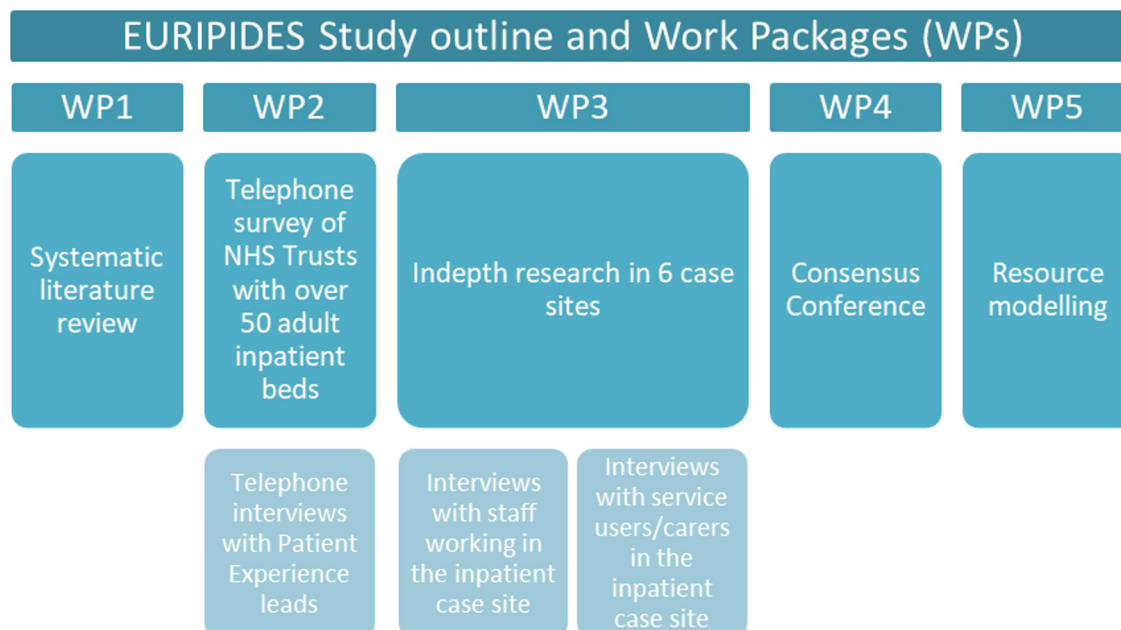 EURIPIDES Study outline and Work Packages (WPs)
WP1
WP2
WP3
WP4
WP5
Systematic
literature
review
Telephone
survey of
NHS Trusts
with over
50 adult
inpatient
beds
Indepth research in 6 case
sites
Consensus
Conference
Resource
modelling
Telephone
interviews
with Patient
Experience
leads
Interviews
with staff
working in
the inpatient
case site
Interviews
with service
users/carers
in the
inpatient
case site